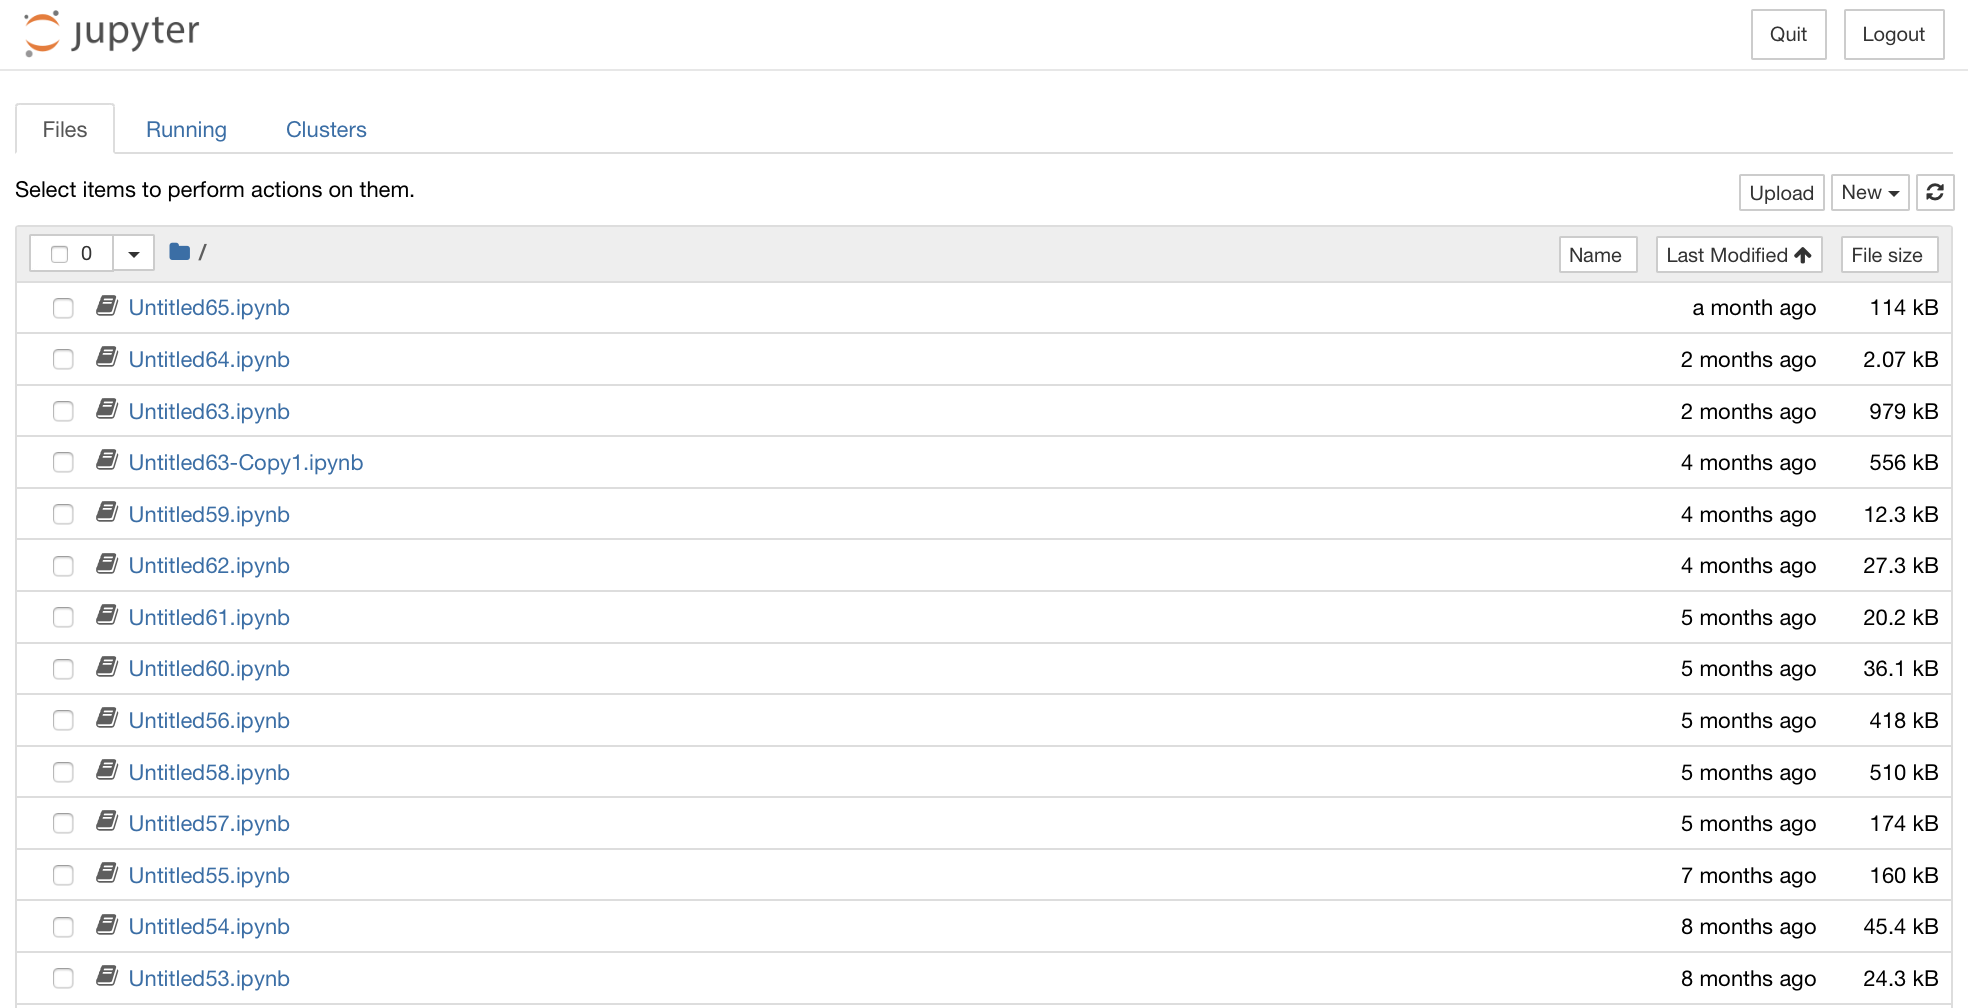 jupyter Quit Logout
Files Running Clusters
Select items to perform actions on them. Upload New
0 / Name Last Modified File size
Untitled65.ipynb a month ago 114 kB
Untitled64.ipynb 2 months ago 2.07 kB
Untitled63.ipynb 2 months ago 979 kB
Untitled63-Copy1.ipynb 4 months ago 556 kB
Untitled59.ipynb 4 months ago 12.3 kB
Untitled62.ipynb 4 months ago 27.3 kB
Untitled61.ipynb 5 months ago 20.2 kB
Untitled60.ipynb 5 months ago 36.1 kB
Untitled56.ipynb 5 months ago 418 kB
Untitled58.ipynb 5 months ago 510 kB
Untitled57.ipynb 5 months ago 174 kB
Untitled55.ipynb 7 months ago 160 kB
Untitled54.ipynb 8 months ago 45.4 kB
Untitled53.ipynb 8 months ago 24.3 kB